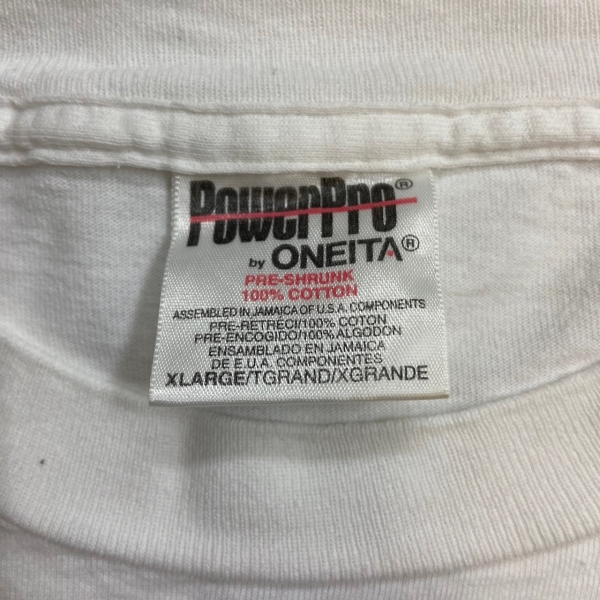 PowerPro®
by ONEITA®
PRE-SHRUNK
100% COTTON
ASSEMBLED IN JAMAICA OF U.S.A. COMPONENTS
PRE-RETRECI/100% COTON
PRE-ENCOGIDO/100% ALGODON
ENSAMBLADO EN JAMAICA
DE E.U.A. COMPONENTES
XLARGE/TGRAND/XGRANDE